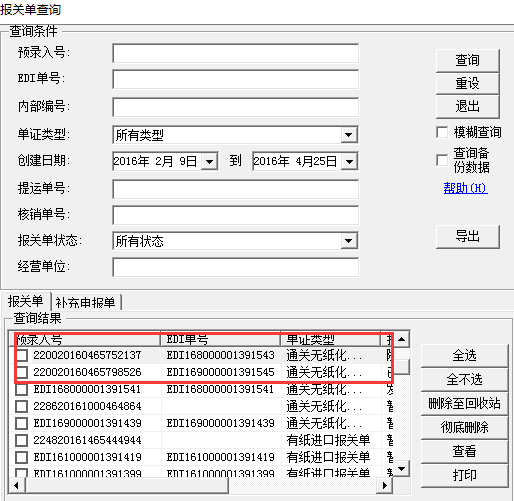 报关单查询
查询条件
预录入号:
EDI单号:
内部编号:
单证类型: 所有类型
创建日期: 2016年 2月 9日 到 2016年 4月25日
提运单号:
核销单号:
报关单状态: 所有状态
经营单位:
查询
重设
退出
模糊查询
查询备
份数据
帮助(H)
导出
报关单 补充申报单
查询结果
预录入号 EDI单号 单证类型
220020160465752137 EDI168000001391543 通关无纸化...
220020160465798526 EDI169000001391545 通关无纸化...
EDI168000001391541 EDI168000001391541 通关无纸化...
228620161000464864 通关无纸化...
EDI169000001391439 EDI169000001391439 通关无纸化...
224820161465444944 有纸进口报关单
EDI161000001391419 EDI161000001391419 有纸进口报关单
EDI161000001391399 EDI161000001391399 有纸进口报关单
全选
全不选
删除至回收站
彻底删除
查看
打印